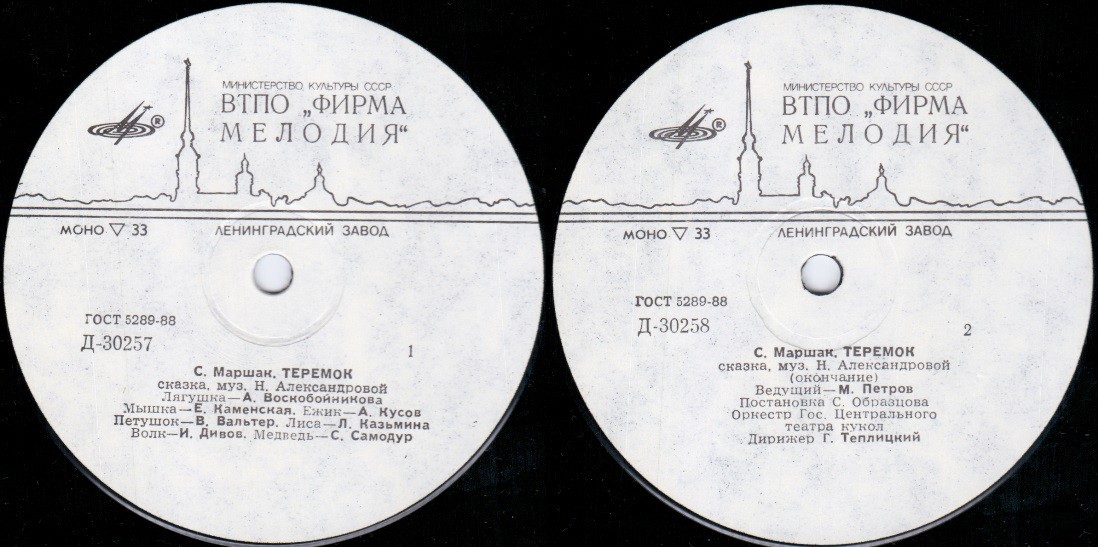 МИНИСТЕРСТВО КУЛЬТУРЫ СССР
ВТПО „ФИРМА
МЕЛОДИЯ“
®
МОНО ▽ 33
ЛЕНИНГРАДСКИЙ ЗАВОД
ГОСТ 5289-88
Д-30257
1
С. Маршак. ТЕРЕМОК
сказка, муз. Н. Александровой
Лягушка—А. Воскобойникова
Мышка—Е. Каменская. Ежик—А. Кусов
Петушок—В. Вальтер. Лиса—Л. Казьмина
Волк—И. Дивов. Медведь—С. Самодур
МИНИСТЕРСТВО КУЛЬТУРЫ СССР
ВТПО „ФИРМА
МЕЛОДИЯ“
®
МОНО ▽ 33
ЛЕНИНГРАДСКИЙ ЗАВОД
ГОСТ 5289-88
Д-30258
2
С. Маршак. ТЕРЕМОК
сказка, муз. Н. Александровой
(окончание)
Ведущий—М. Петров
Постановка С. Образцова
Оркестр Гос. Центрального
театра кукол
Дирижер Г. Теплицкий